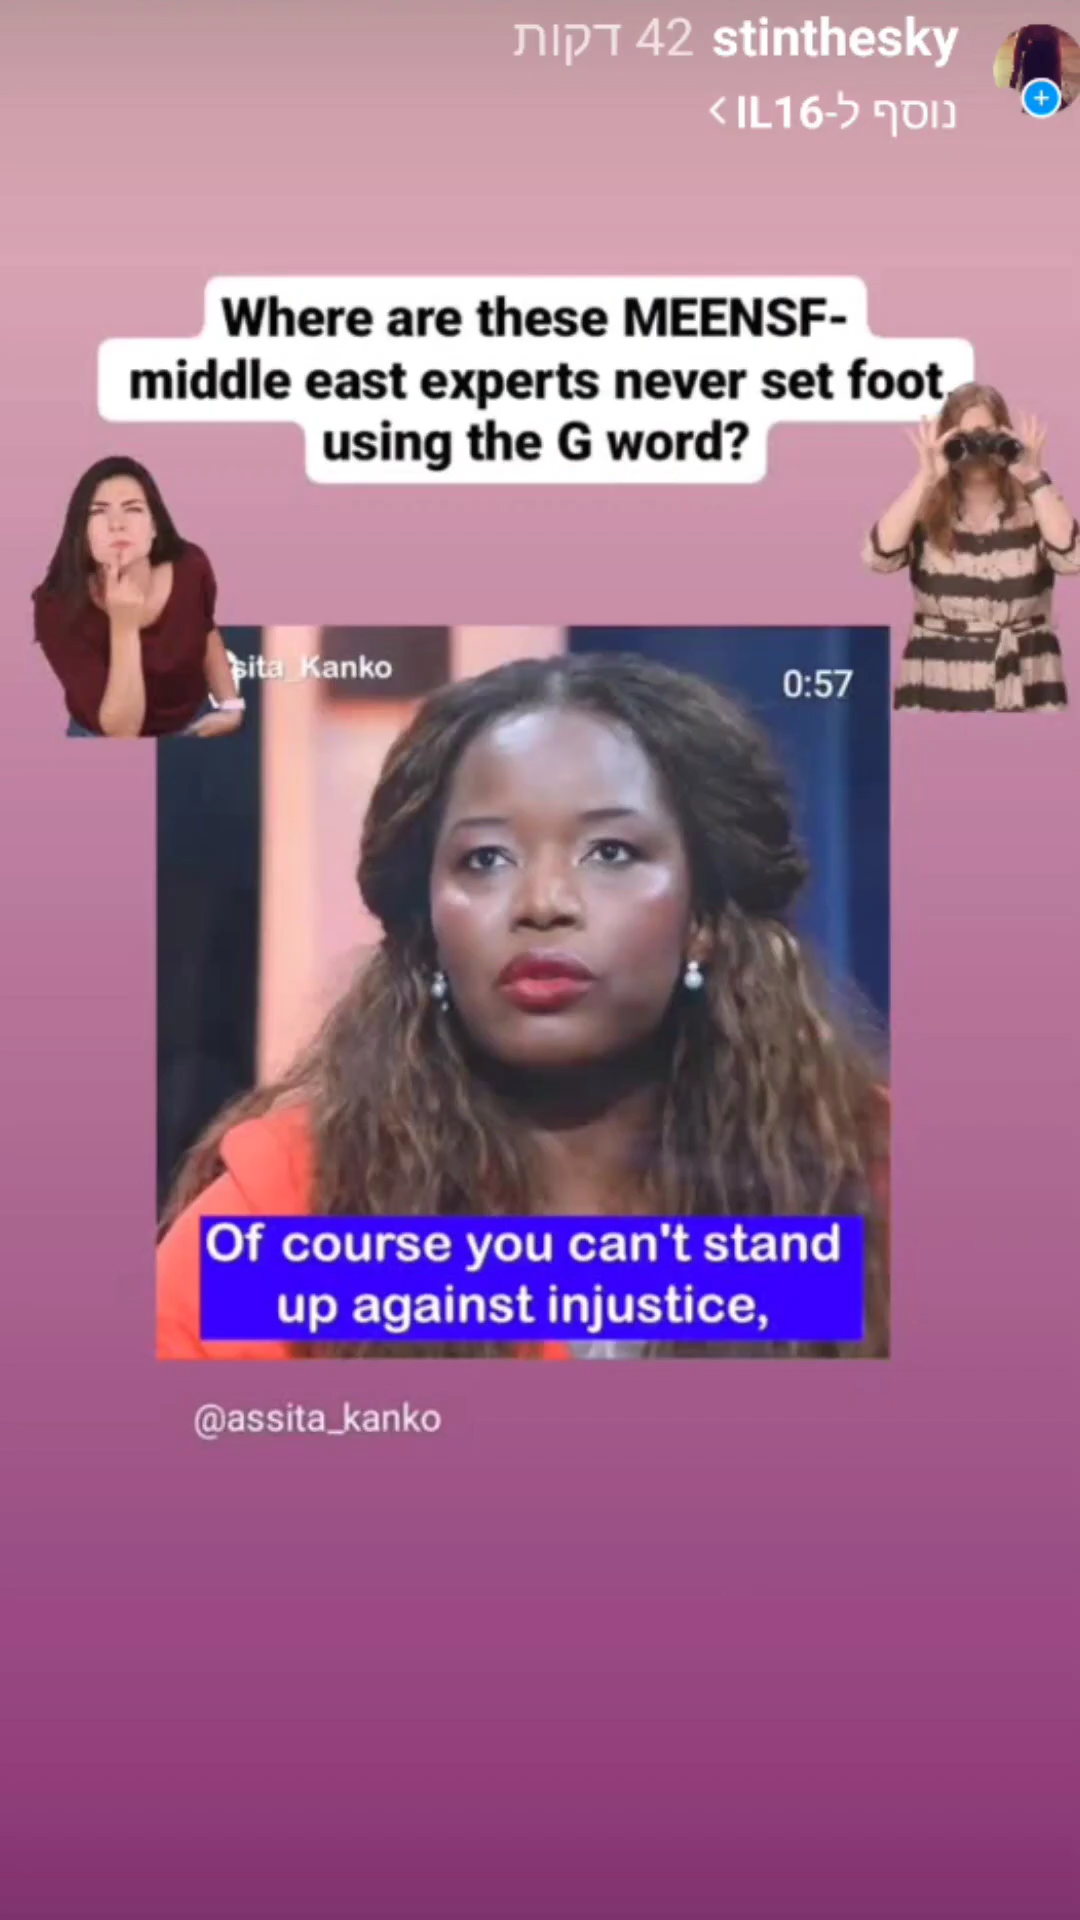 stinthesky 42 דקות
נוסף ל-IL16 >
Where are these MEENSF-
middle east experts never set foot
using the G word?
sita_Kanko
0:57
Of course you can't stand
up against injustice,
@assita_kanko